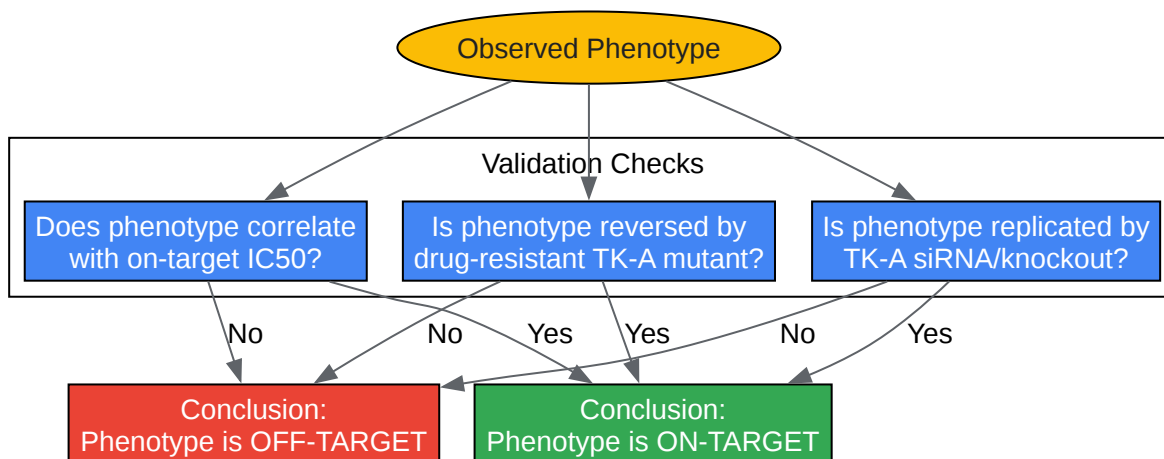 Observed Phenotype
Validation Checks
Does phenotype correlate
with on-target IC50?
Is phenotype reversed by
drug-resistant TK-A mutant?
Is phenotype replicated by
TK-A siRNA/knockout?
No
No
Yes
Yes
No
Yes
Conclusion:
Phenotype is OFF-TARGET
Conclusion:
Phenotype is ON-TARGET